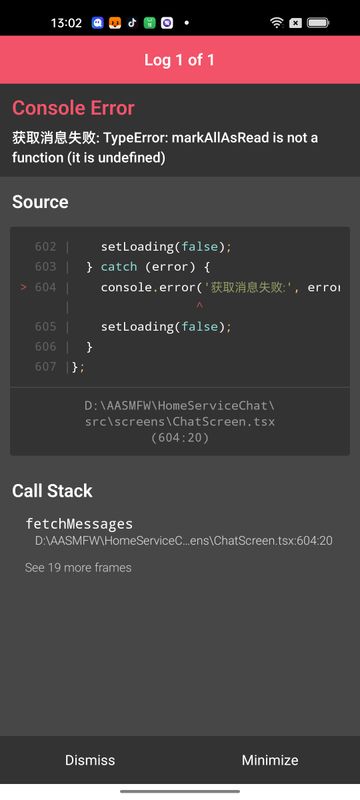 13:02
Log 1 of 1
Console Error
获取消息失败: TypeError: markAllAsRead is not a
function (it is undefined)
Source
602 |     setLoading(false);
603 |   } catch (error) {
> 604 |     console.error('获取消息失败:', error
|                 ^
605 |     setLoading(false);
606 |   }
607 |};
D:\AASMFW\HomeServiceChat\
src\screens\ChatScreen.tsx
(604:20)
Call Stack
fetchMessages
D:\AASMFW\HomeServiceC...ens\ChatScreen.tsx:604:20
See 19 more frames
Dismiss
Minimize